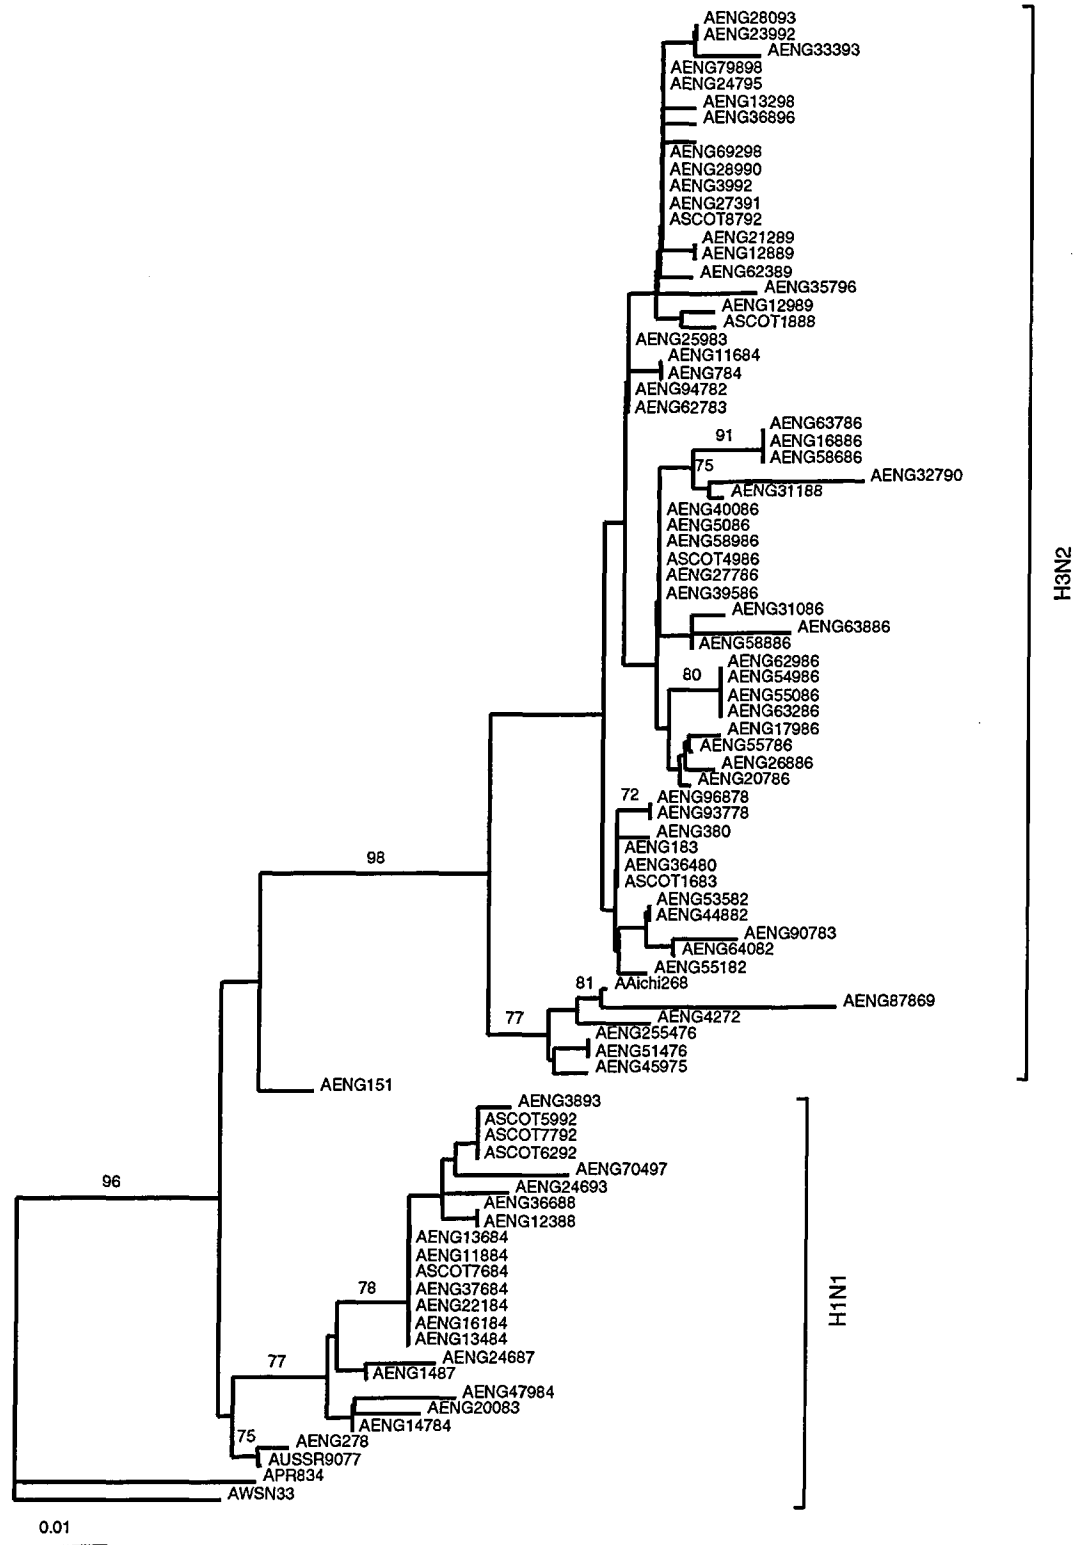 AENG28093
AENG23992
AENG33393
AENG79898
AENG24795
AENG13298
AENG36896
AENG69298
AENG28990
AENG3992
AENG27391
ASCOT8792
AENG21289
AENG12889
AENG62389
AENG35796
AENG12989
ASCOT1888
AENG25983
AENG11684
AENG784
AENG94782
AENG62783
AENG63786
91
AENG16886
AENG58686
75
AENG32790
AENG31188
AENG40086
AENG5086
AENG58986
ASCOT4986
AENG27786
AENG39586
AENG31086
AENG63886
AENG58886
AENG62986
80
AENG54986
AENG55086
AENG63286
AENG17986
AENG55786
AENG26886
AENG20786
72
AENG96878
AENG93778
AENG380
AENG183
98
AENG36480
ASCOT1683
AENG53582
AENG44882
AENG90783
AENG64082
AENG55182
81
AAichi268
AENG87869
77
AENG4272
AENG255476
AENG51476
AENG45975
H3N2
AENG151
AENG3893
ASCOT5992
ASCOT7792
ASCOT6292
AENG70497
96
AENG24693
AENG36688
AENG12388
AENG13684
AENG11884
ASCOT7684
78
AENG37684
AENG22184
AENG16184
AENG13484
AENG24687
77
AENG1487
AENG47984
AENG20083
AENG14784
75
AENG278
AUSSR9077
APR834
AWSN33
H1N1
0.01